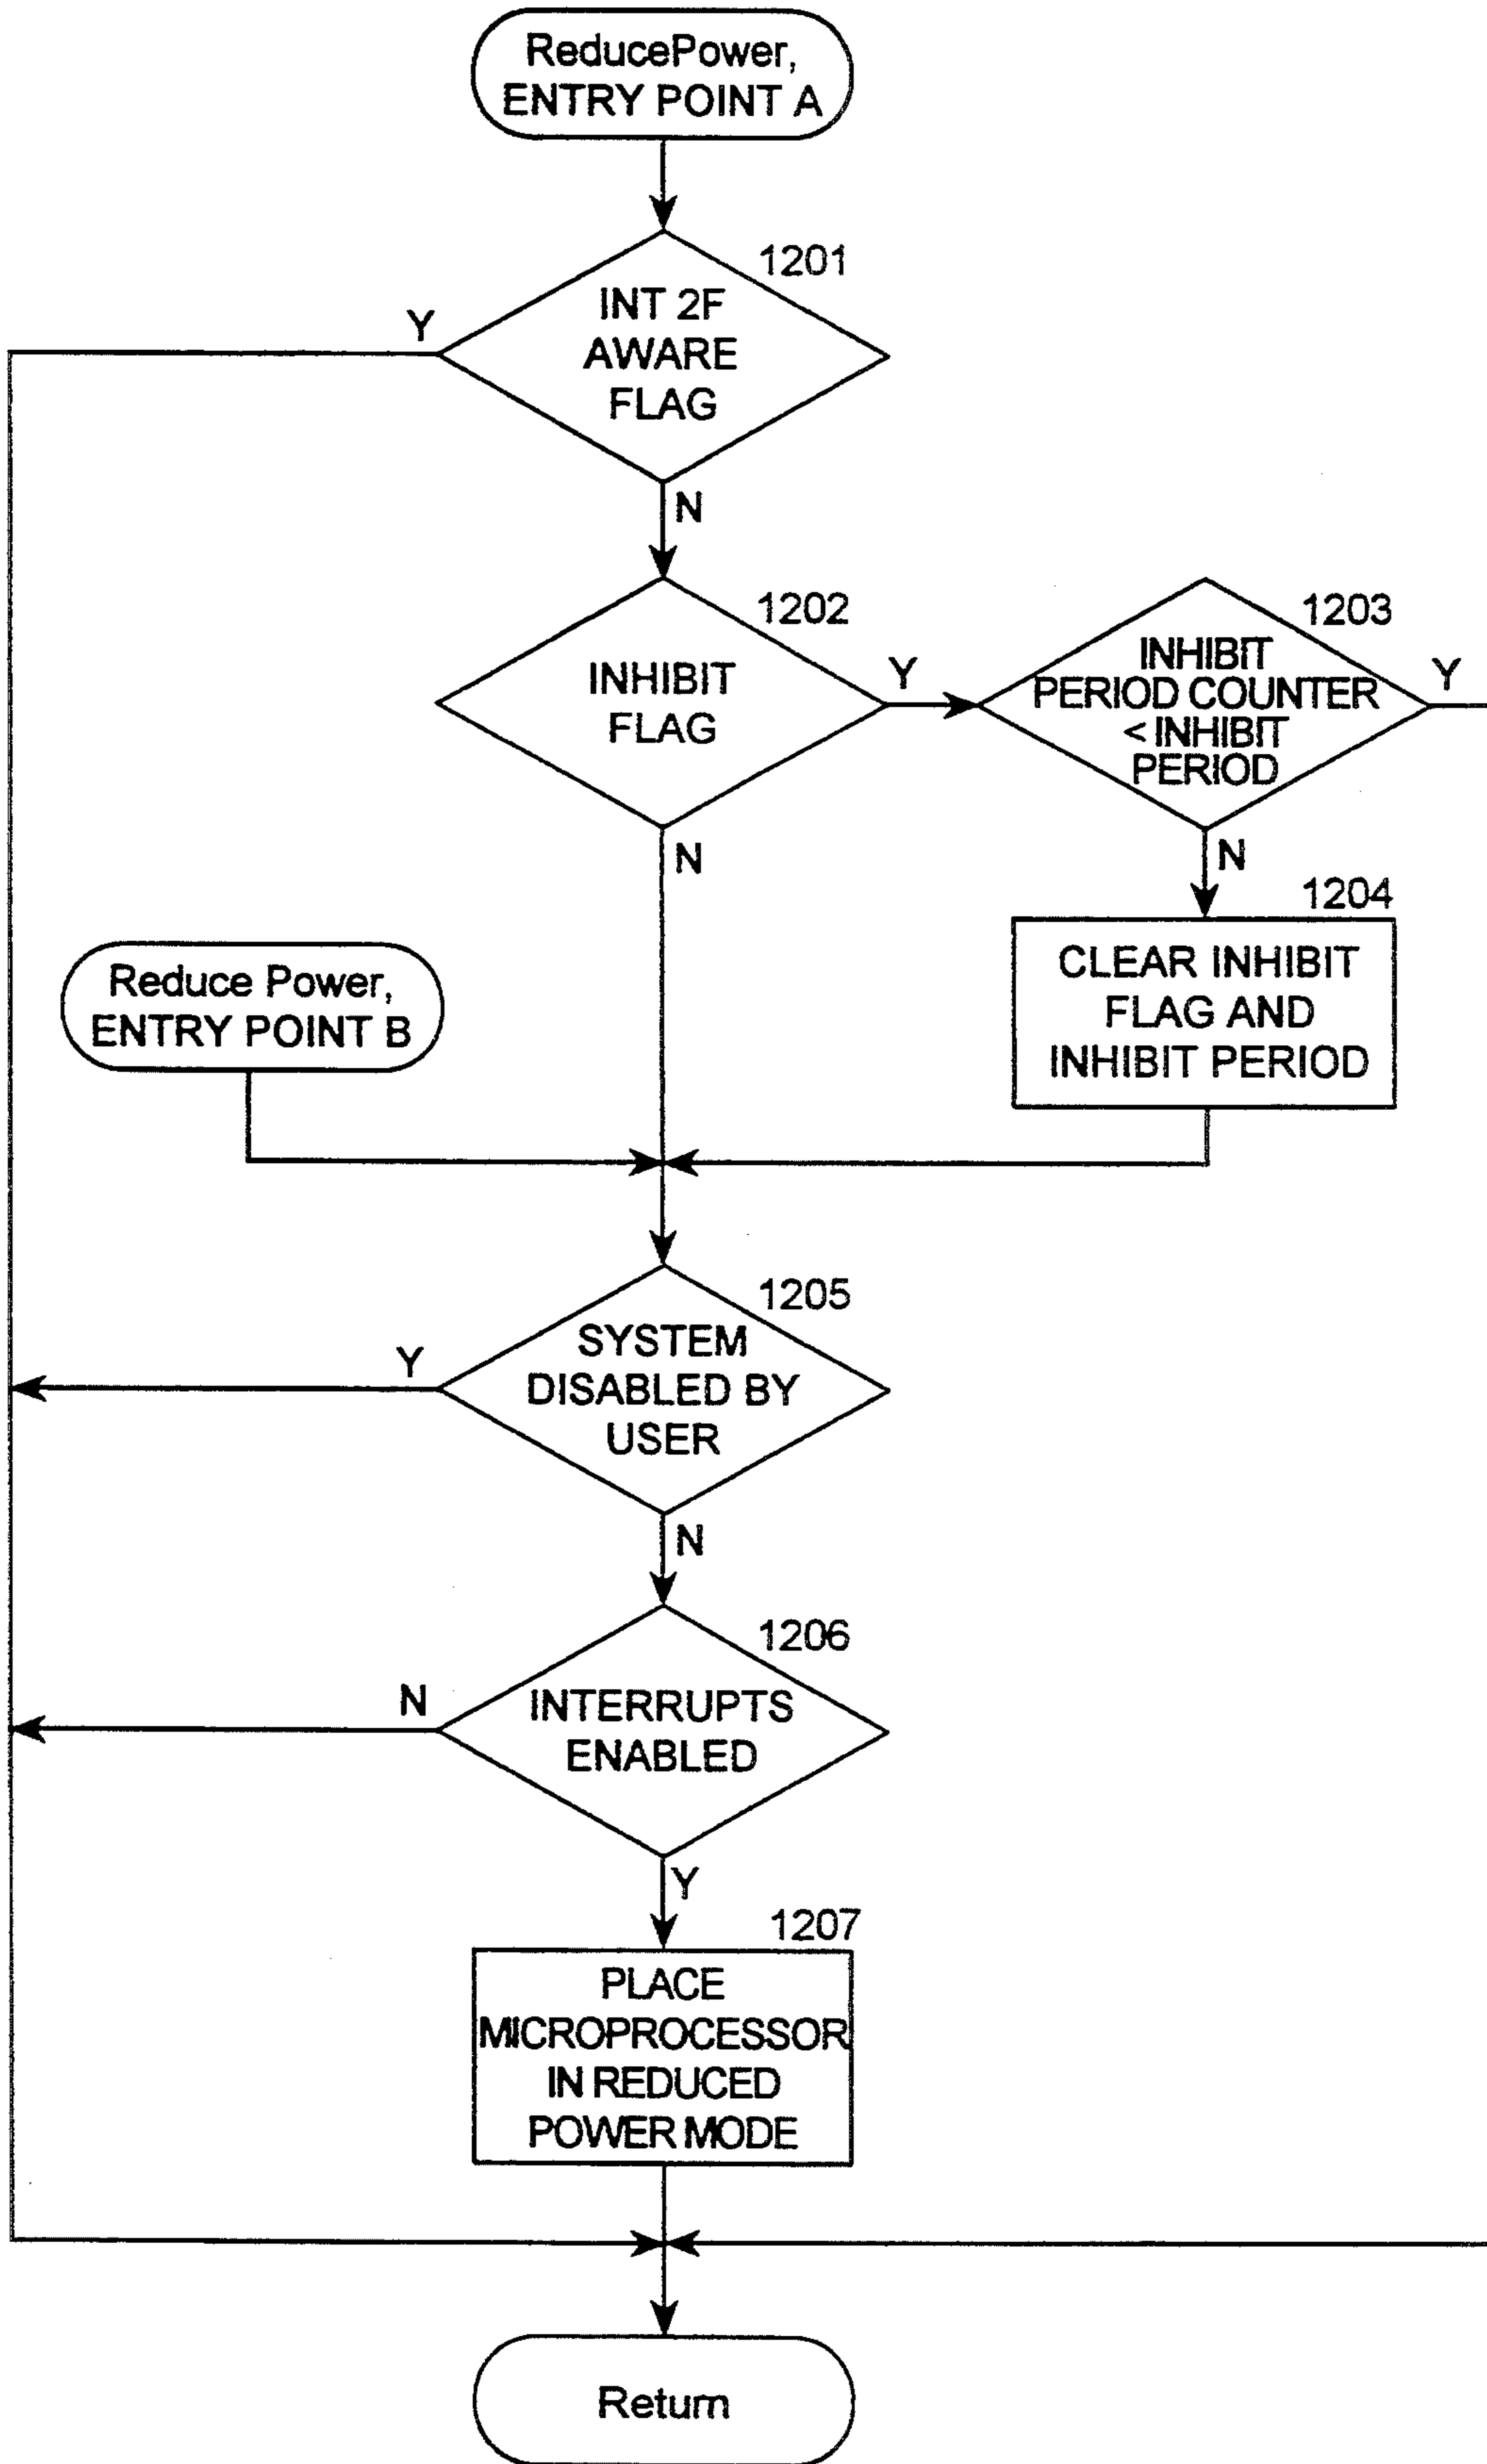 ReducePower,
ENTRY POINT A
1201
INT 2F
AWARE
FLAG
Y
N
1202
INHIBIT
FLAG
Y
N
1203
INHIBIT
PERIOD COUNTER
< INHIBIT
PERIOD
Y
N
1204
CLEAR INHIBIT
FLAG AND
INHIBIT PERIOD
Reduce Power,
ENTRY POINT B
1205
SYSTEM
DISABLED BY
USER
Y
N
1206
INTERRUPTS
ENABLED
N
Y
1207
PLACE
MICROPROCESSOR
IN REDUCED
POWER MODE
Return